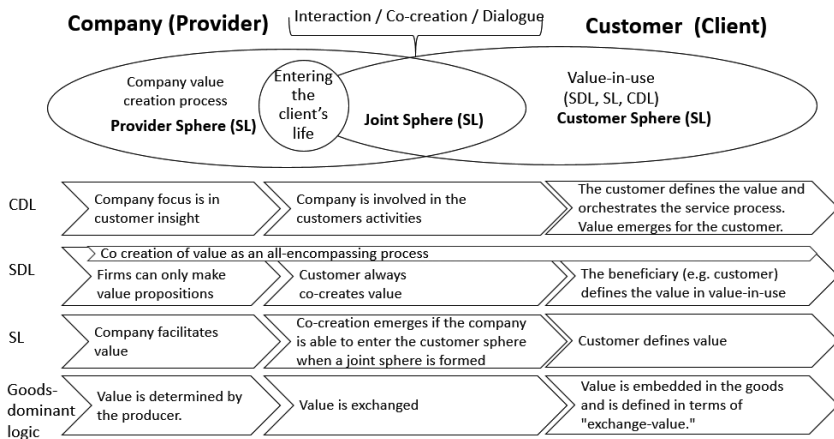 Company (Provider)
Interaction / Co-creation / Dialogue
Customer (Client)
Company value
creation process
Provider Sphere (SL)
Entering
the
client's
life
Joint Sphere (SL)
Value-in-use
(SDL, SL, CDL)
Customer Sphere (SL)
CDL
Company focus is in
customer insight
Company is involved in the
customers activities
The customer defines the value and
orchestrates the service process.
Value emerges for the customer.
SDL
Co creation of value as an all-encompassing process
Firms can only make
value propositions
Customer always
co-creates value
The beneficiary (e.g. customer)
defines the value in value-in-use
SL
Company facilitates
value
Co-creation emerges if the company
is able to enter the customer sphere
when a joint sphere is formed
Customer defines value
Goods-
dominant
logic
Value is determined by
the producer.
Value is exchanged
Value is embedded in the goods
and is defined in terms of
"exchange-value."